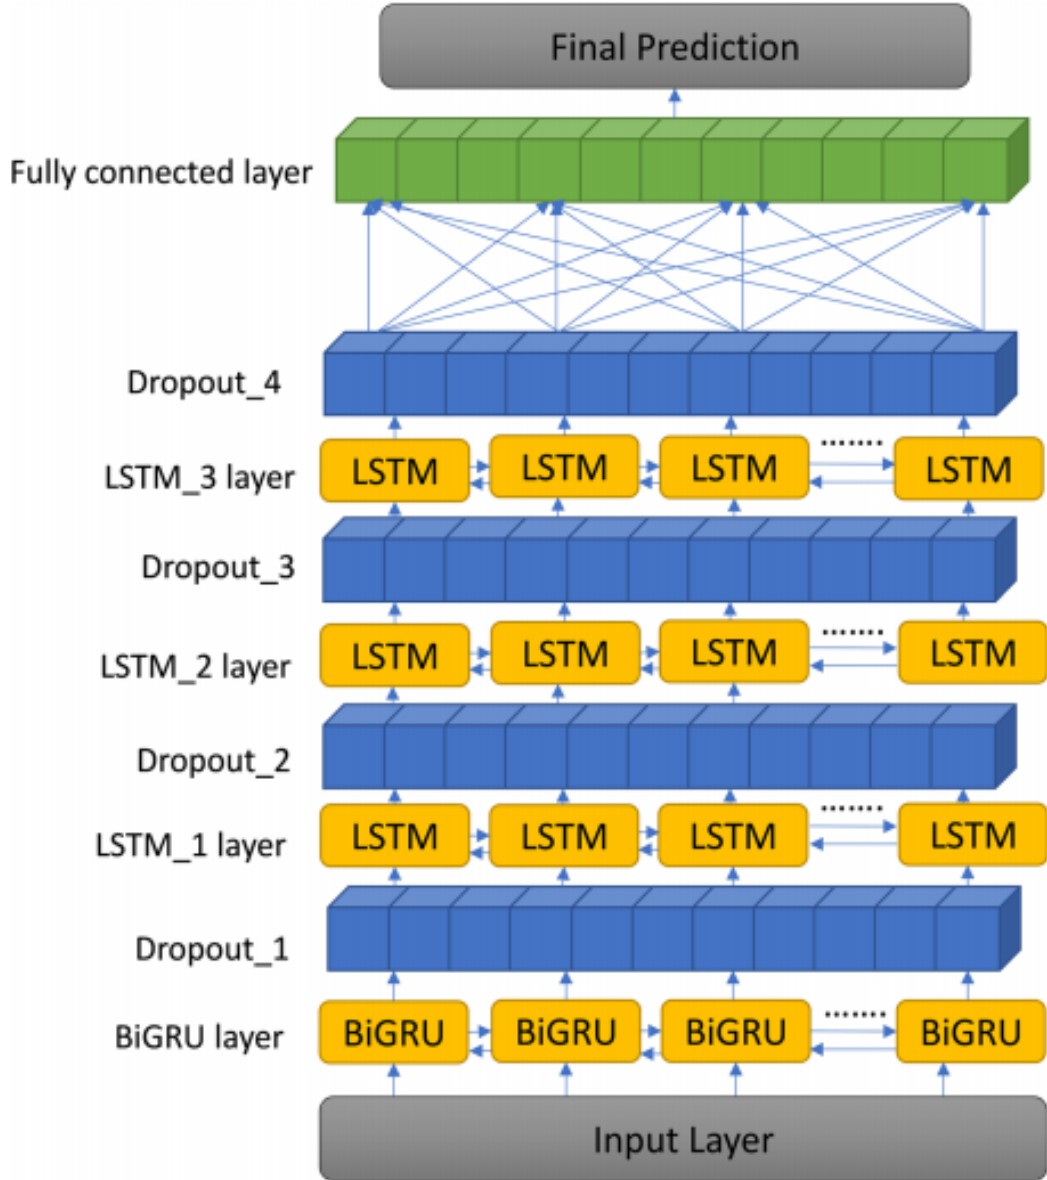 Final Prediction
Fully connected layer
Dropout_4
.......
LSTM_3 layer LSTM LSTM LSTM LSTM
Dropout_3
.......
LSTM_2 layer LSTM LSTM LSTM LSTM
Dropout_2
.......
LSTM_1 layer LSTM LSTM LSTM LSTM
Dropout_1
.......
BiGRU layer BiGRU BiGRU BiGRU BiGRU
Input Layer